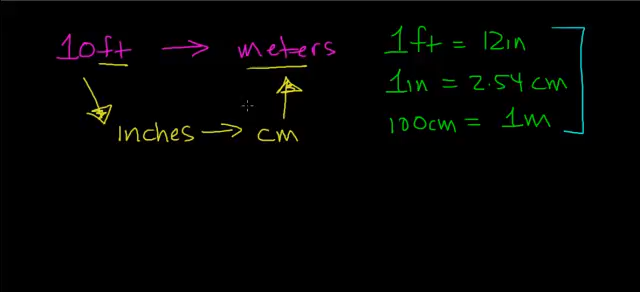 10ft → meters
inches → cm
1ft = 12in
1in = 2.54 cm
100cm = 1m